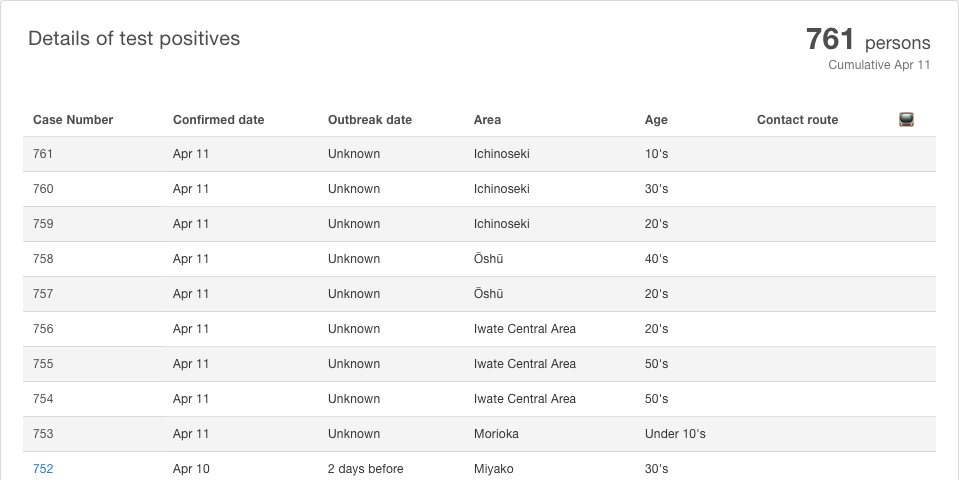 Details of test positives
761 persons
Cumulative Apr 11
Case Number Confirmed date Outbreak date Area Age Contact route
761 Apr 11 Unknown Ichinoseki 10's
760 Apr 11 Unknown Ichinoseki 30's
759 Apr 11 Unknown Ichinoseki 20's
758 Apr 11 Unknown Ōshū 40's
757 Apr 11 Unknown Ōshū 20's
756 Apr 11 Unknown Iwate Central Area 20's
755 Apr 11 Unknown Iwate Central Area 50's
754 Apr 11 Unknown Iwate Central Area 50's
753 Apr 11 Unknown Morioka Under 10's
752 Apr 10 2 days before Miyako 30's